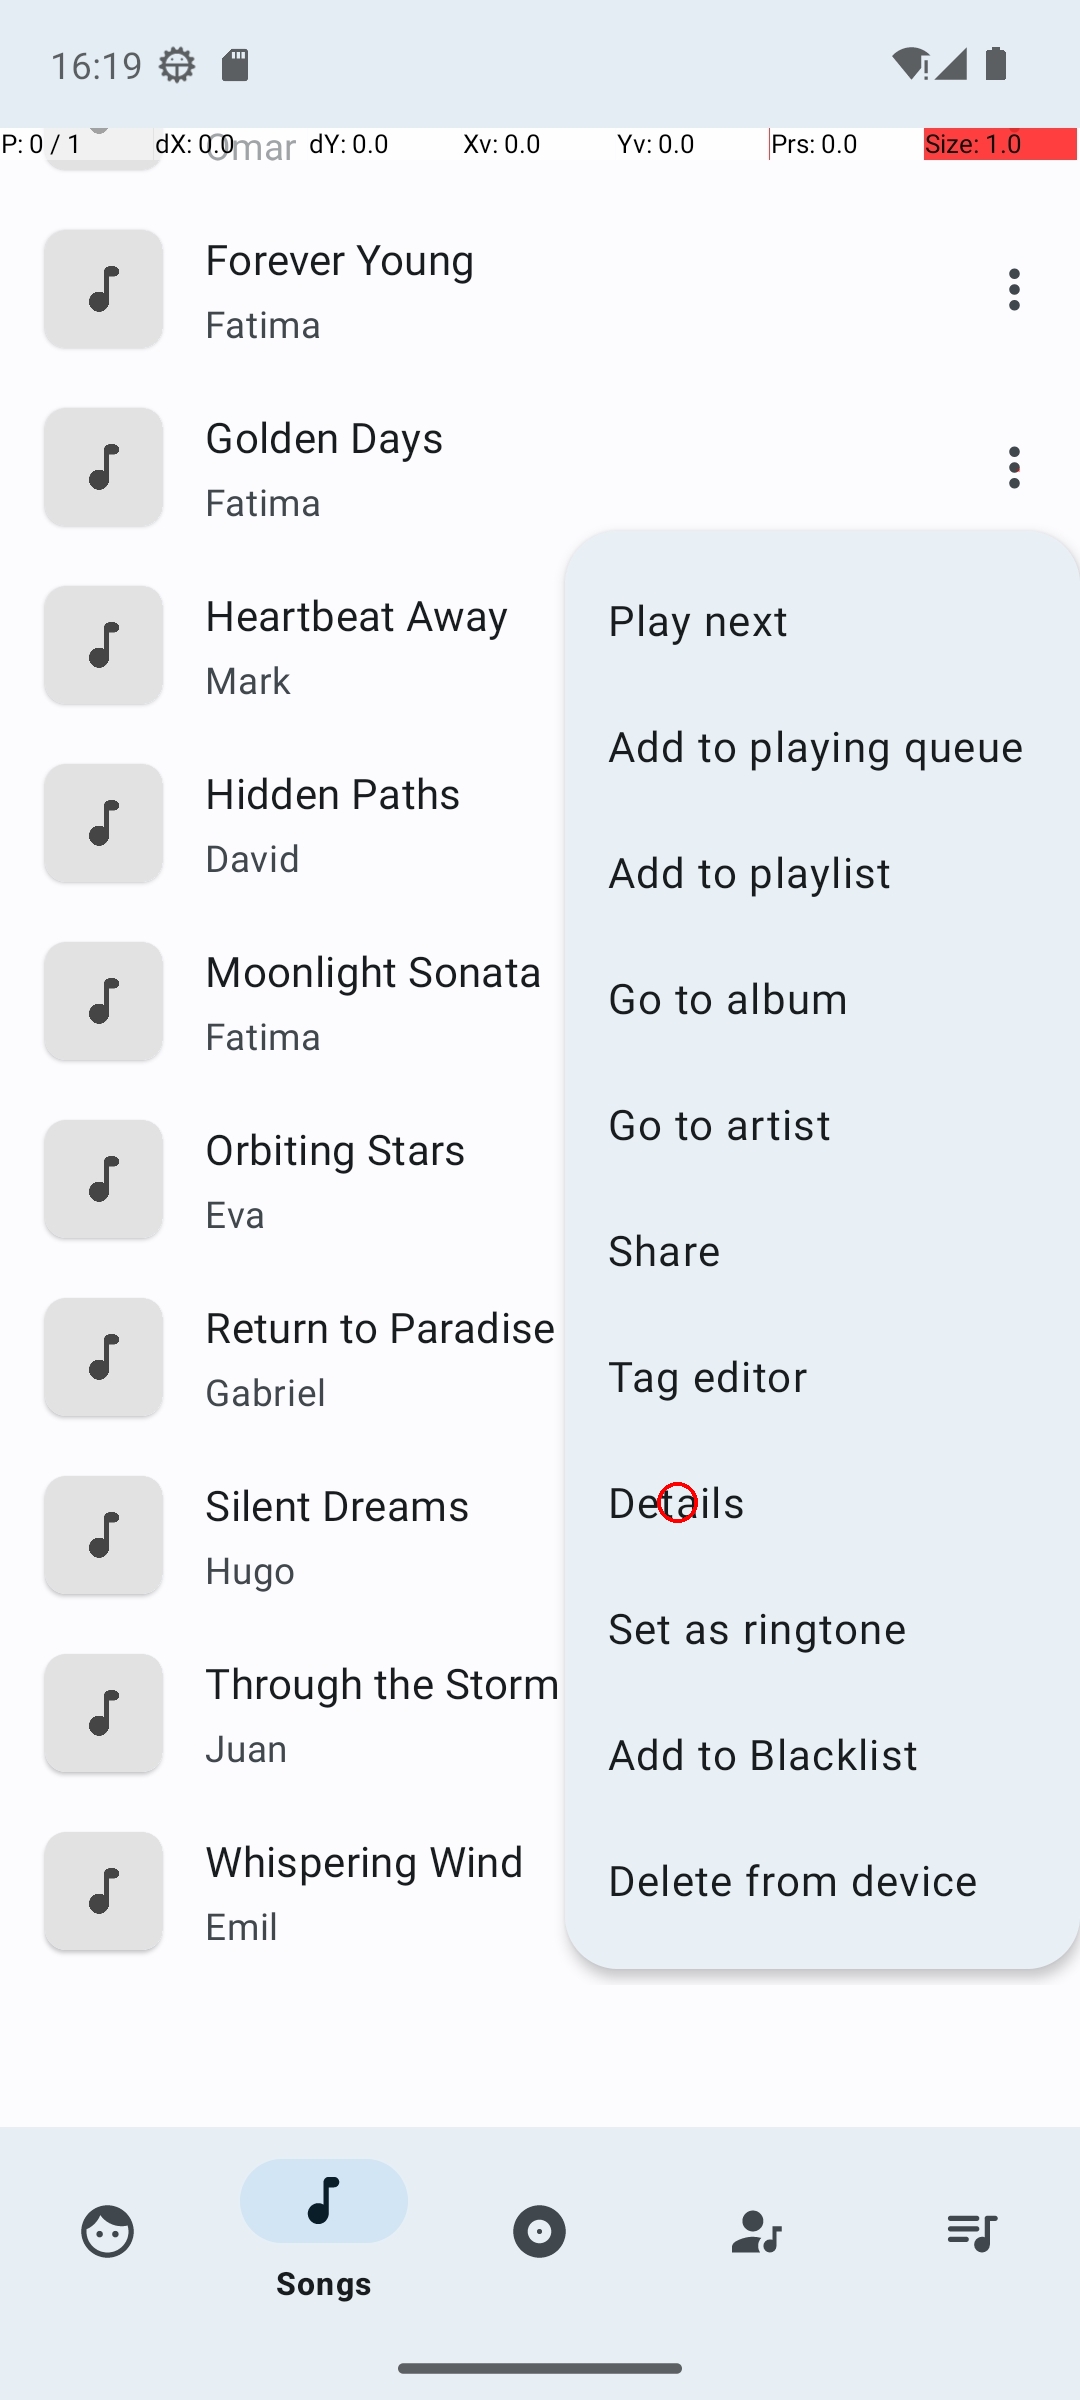 16:19
P: 0 / 1 dX: 0.0 dY: 0.0 Xv: 0.0 Yv: 0.0 Prs: 0.0 Size: 1.0
Omar
Forever Young
Fatima
Golden Days
Fatima
Heartbeat Away
Mark
Hidden Paths
David
Moonlight Sonata
Fatima
Orbiting Stars
Eva
Return to Paradise
Gabriel
Silent Dreams
Hugo
Through the Storm
Juan
Whispering Wind
Emil
Play next
Add to playing queue
Add to playlist
Go to album
Go to artist
Share
Tag editor
Details
Set as ringtone
Add to Blacklist
Delete from device
Songs